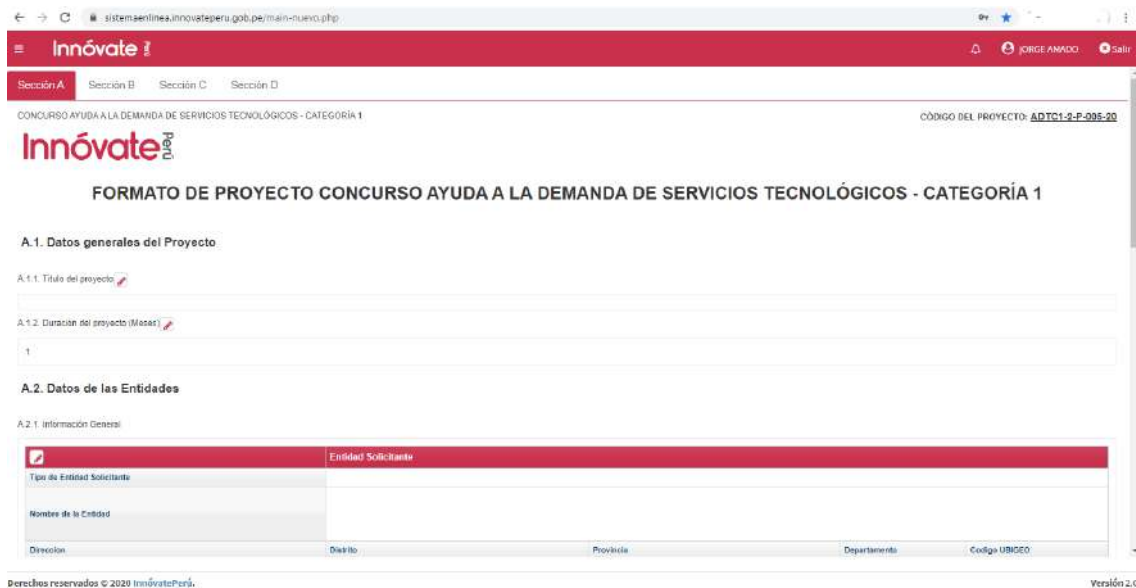 sistemaenlinea.innovateperu.gob.pe/main-nuevo.php
Innóvate Perú
JORGE AMADO
Salir
Sección A Sección B Sección C Sección D
CONCURSO AYUDA A LA DEMANDA DE SERVICIOS TECNOLÓGICOS - CATEGORÍA 1
CÓDIGO DEL PROYECTO: ADTC1-2-P-005-20
Innóvate Perú
FORMATO DE PROYECTO CONCURSO AYUDA A LA DEMANDA DE SERVICIOS TECNOLÓGICOS - CATEGORÍA 1
A.1. Datos generales del Proyecto
A.1.1. Título del proyecto
A.1.2. Duración del proyecto (Meses)
1
A.2. Datos de las Entidades
A.2.1. Información General
Entidad Solicitante
Tipo de Entidad Solicitante
Nombre de la Entidad
Direccion Distrito Provincia Departamento Codigo UBIGEO
Derechos reservados © 2020 InnóvatePerú.
Versión 2.0